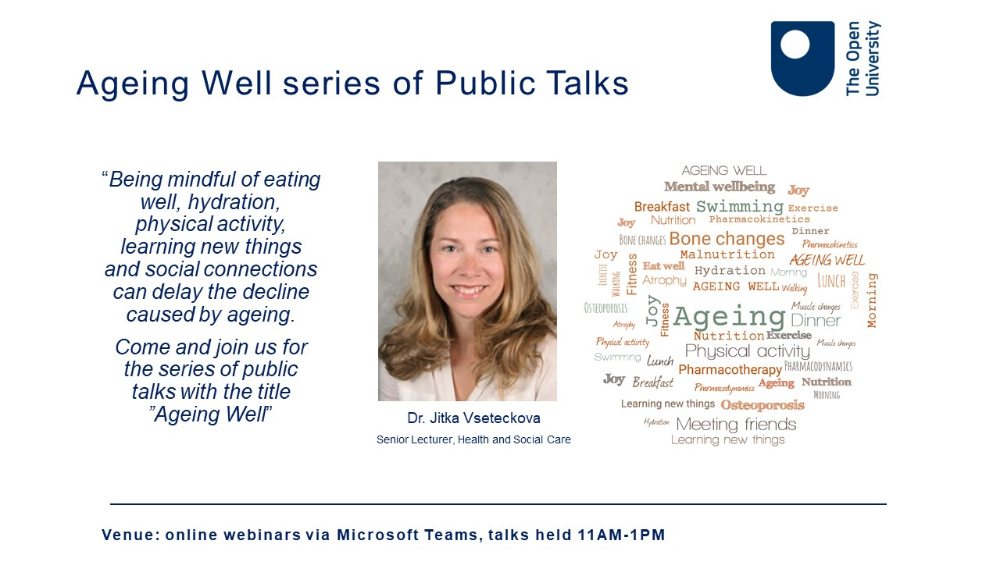 Ageing Well series of Public Talks
The Open
University
“Being mindful of eating
well, hydration,
physical activity,
learning new things
and social connections
can delay the decline
caused by ageing.
Come and join us for
the series of public
talks with the title
”Ageing Well”
Dr. Jitka Vseteckova
Senior Lecturer, Health and Social Care
AGEING WELL
Mental wellbeing Joy
Breakfast Swimming Exercise
Joy Nutrition Pharmacokinetics
Bone changes Bone changes Dinner
Pharmacokinetics
Joy Malnutrition AGEING WELL
Exercise Walking Fitness Eat well Hydration Morning Lunch Exercise Morning
Atrophy AGEING WELL Walking
Osteoporosis Joy Fitness Ageing Muscle changes
Atrophy Dinner
Nutrition Exercise
Physical activity Physical activity Muscle changes
Swimming Lunch Pharmacotherapy Pharmacodynamics
Joy Breakfast Pharmacodynamics Ageing Nutrition
Morning
Learning new things Osteoporosis
Hydration Meeting friends
Learning new things
Venue: online webinars via Microsoft Teams, talks held 11AM-1PM